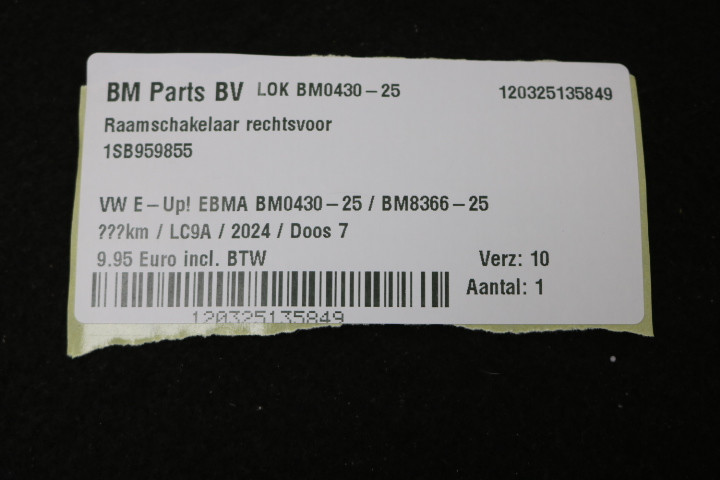 BM Parts BV LOK BM0430-25 120325135849
Raamschakelaar rechtsvoor
1SB959855
VW E-Up! EBMA BM0430-25 / BM8366-25
???km / LC9A / 2024 / Doos 7
9.95 Euro incl. BTW Verz: 10
Aantal: 1
120325135849